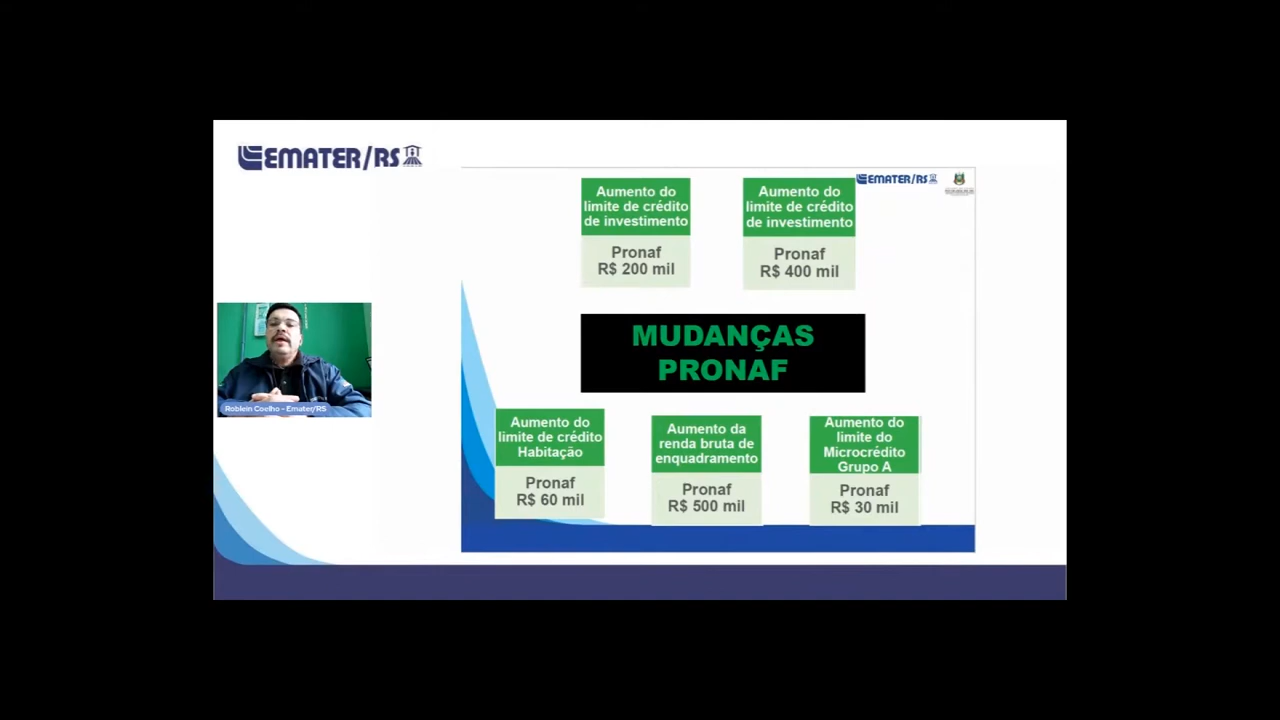 EMATER/RS
EMATER/RS
Aumento do
limite de crédito
de investimento
Pronaf
R$ 200 mil
Aumento do
limite de crédito
de investimento
Pronaf
R$ 400 mil
MUDANÇAS
PRONAF
Roblein Coelho - Emater/RS
Aumento do
limite de crédito
Habitação
Pronaf
R$ 60 mil
Aumento da
renda bruta de
enquadramento
Pronaf
R$ 500 mil
Aumento do
limite do
Microcrédito
Grupo A
Pronaf
R$ 30 mil